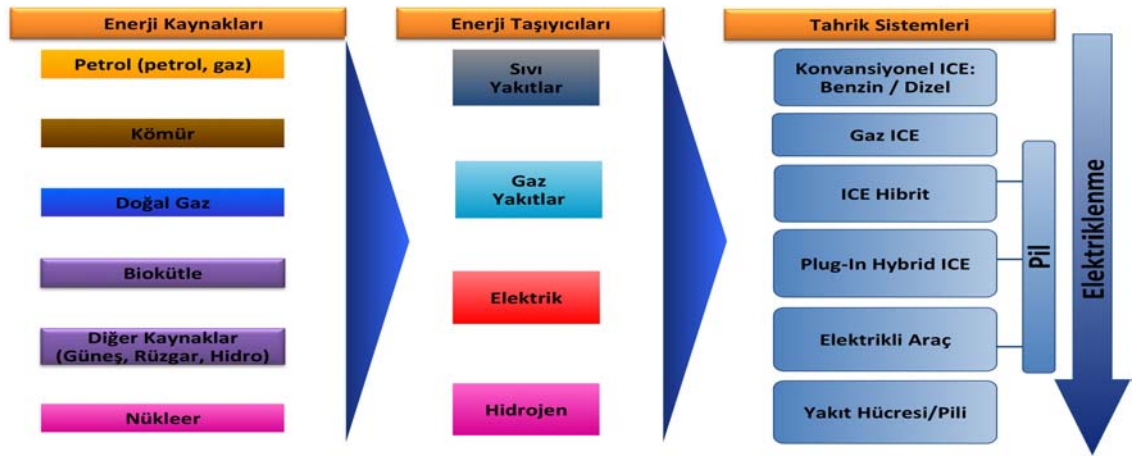 Enerji Kaynakları
Petrol (petrol, gaz)
Kömür
Doğal Gaz
Biokütle
Diğer Kaynaklar
(Güneş, Rüzgar, Hidro)
Nükleer
Enerji Taşıyıcıları
Sıvı
Yakıtlar
Gaz
Yakıtlar
Elektrik
Hidrojen
Tahrik Sistemleri
Konvansiyonel ICE:
Benzin / Dizel
Gaz ICE
ICE Hibrit
Plug-In Hybrid ICE
Elektrikli Araç
Yakıt Hücresi/Pili
Pil
Elektriklenme